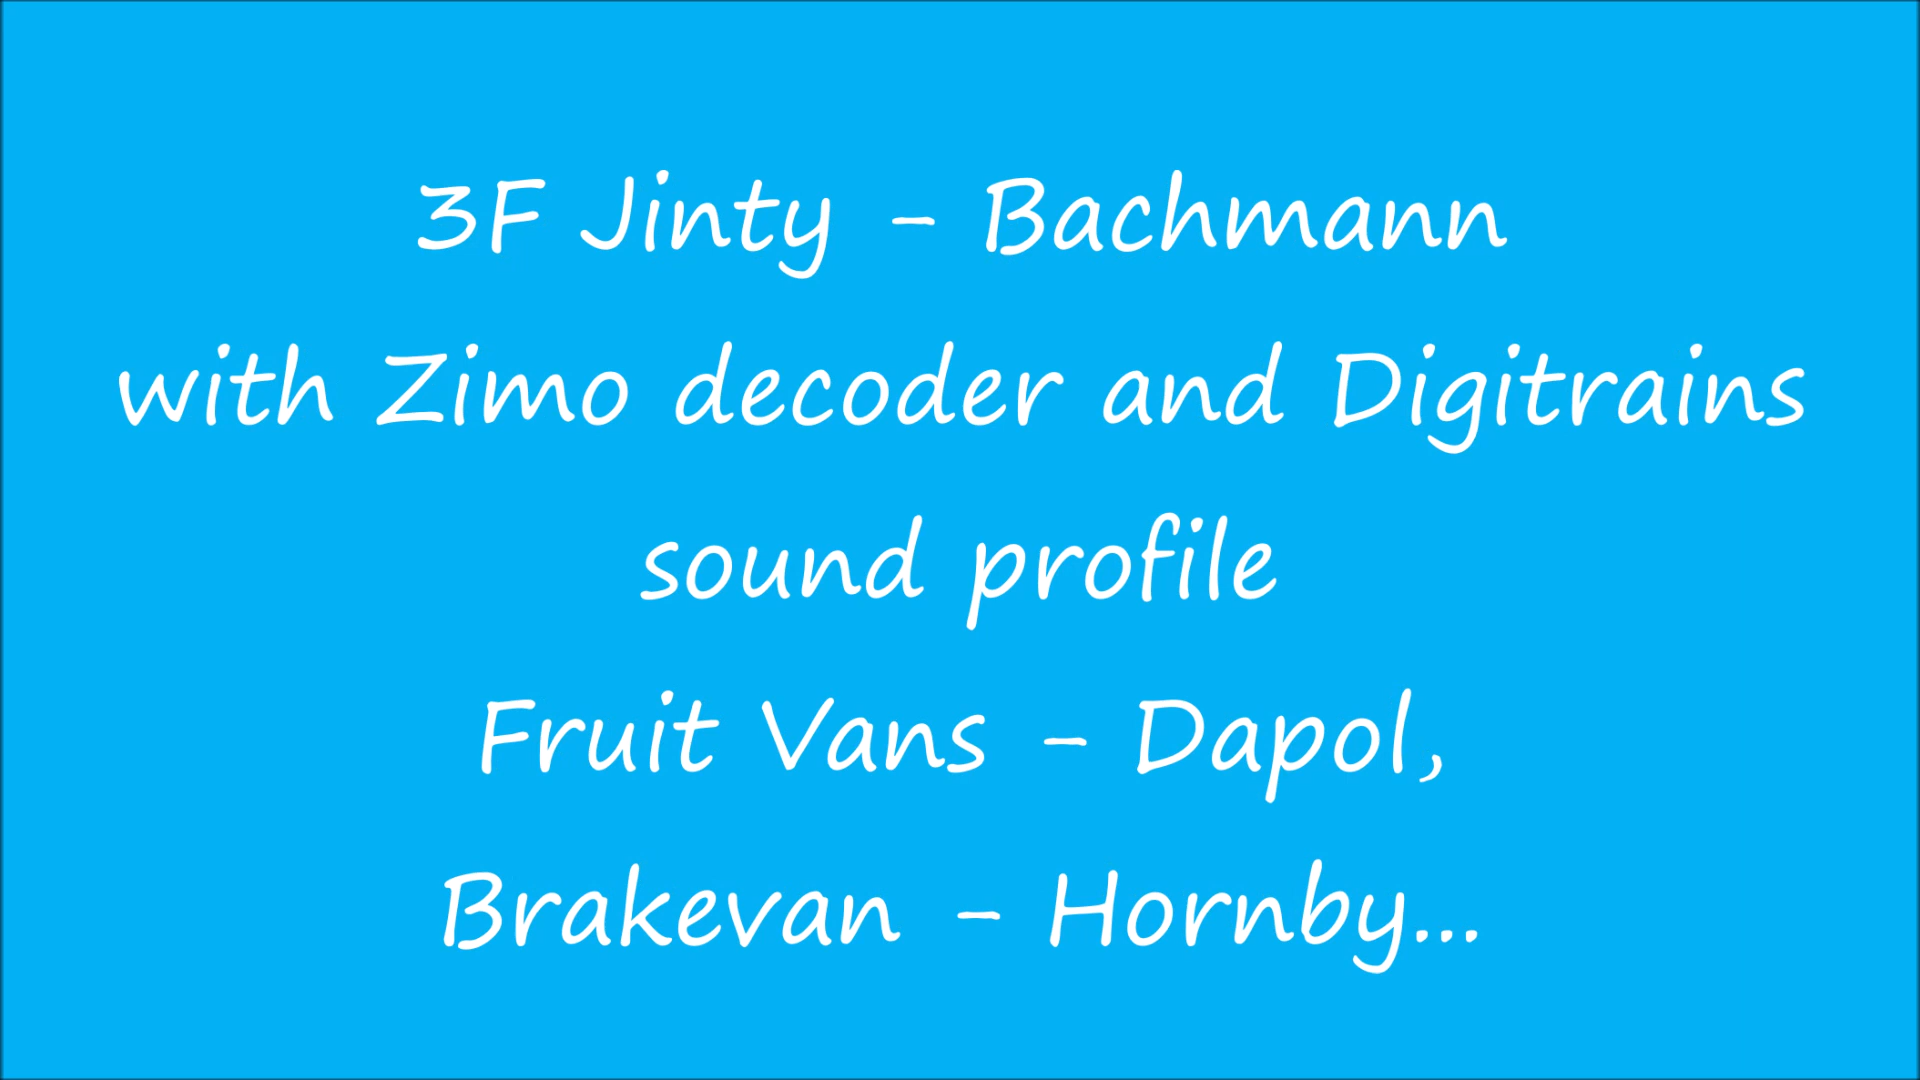 3F Jinty - Bachmann
with Zimo decoder and Digitrains
sound profile
Fruit Vans - Dapol,
Brakevan - Hornby...